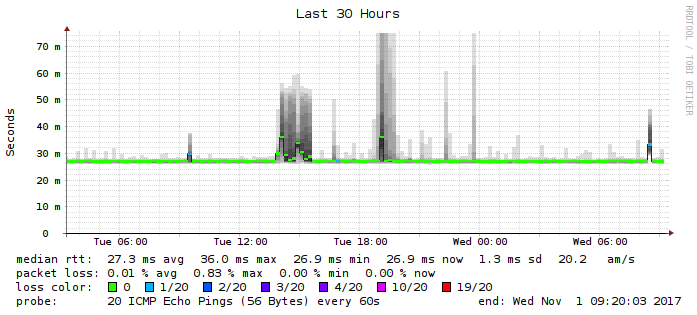 Last 30 Hours
RRDTOOL / TOBI OETIKER
Seconds
70 m
60 m
50 m
40 m
30 m
20 m
10 m
0
Tue 06:00 Tue 12:00 Tue 18:00 Wed 00:00 Wed 06:00
median rtt: 27.3 ms avg 36.0 ms max 26.9 ms min 26.9 ms now 1.3 ms sd 20.2 am/s
packet loss: 0.01 % avg 0.83 % max 0.00 % min 0.00 % now
loss color: 0 1/20 2/20 3/20 4/20 10/20 19/20
probe: 20 ICMP Echo Pings (56 Bytes) every 60s end: Wed Nov 1 09:20:03 2017